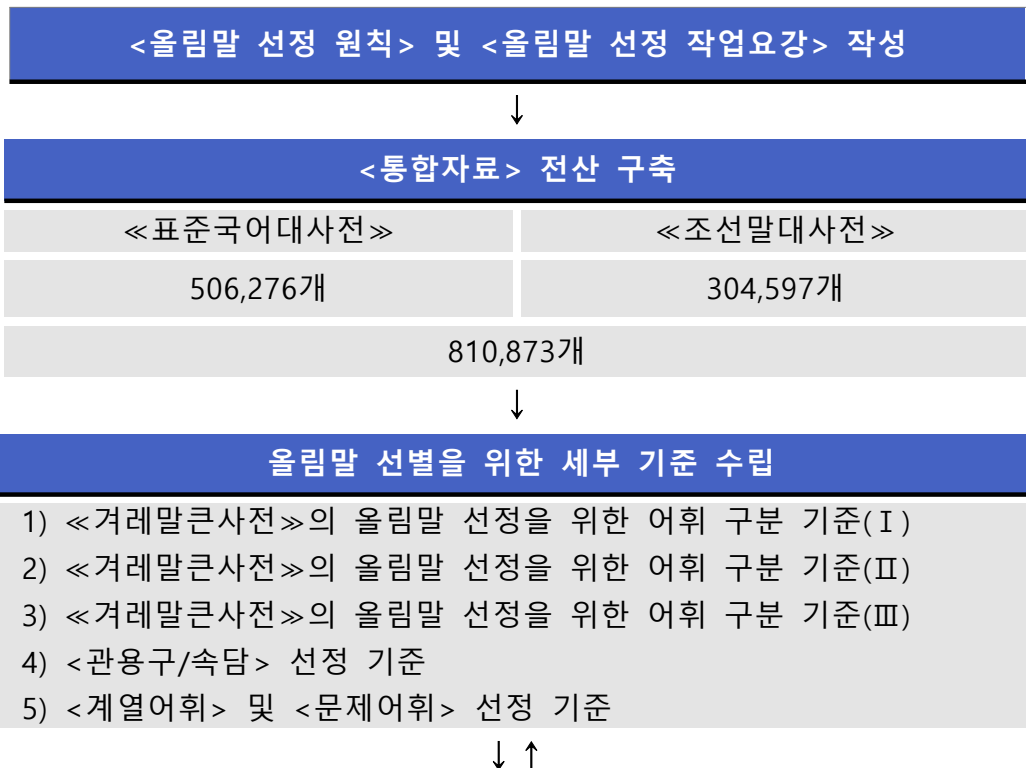 <올림말 선정 원칙> 및 <올림말 선정 작업요강> 작성
↓
<통합자료> 전산 구축
≪표준국어대사전≫ ≪조선말대사전≫
506,276개 304,597개
810,873개
↓
올림말 선별을 위한 세부 기준 수립
1) ≪겨레말큰사전≫의 올림말 선정을 위한 어휘 구분 기준(Ⅰ)
2) ≪겨레말큰사전≫의 올림말 선정을 위한 어휘 구분 기준(Ⅱ)
3) ≪겨레말큰사전≫의 올림말 선정을 위한 어휘 구분 기준(Ⅲ)
4) <관용구/속담> 선정 기준
5) <계열어휘> 및 <문제어휘> 선정 기준
↓ ↑